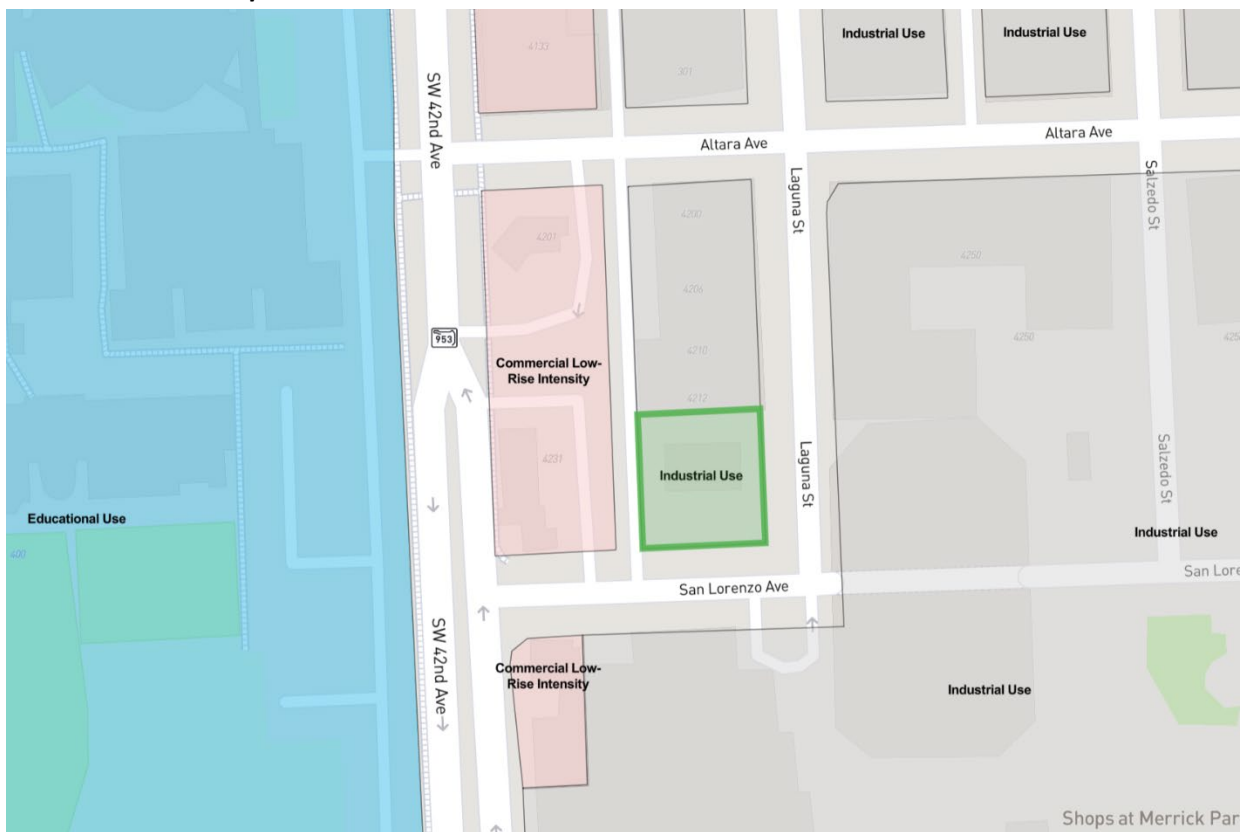 Industrial Use
Industrial Use
4133
301
SW 42nd Ave
Altara Ave
Altara Ave
Laguna St
Salzedo St
4200
4201
4250
4206
953
4250
4210
Commercial Low-
Rise Intensity
4212
4231
Industrial Use
Laguna St
Salzedo St
Educational Use
Industrial Use
400
San Lorenzo Ave
SW 42nd Ave
Commercial Low-
Rise Intensity
Industrial Use
Shops at Merrick Par